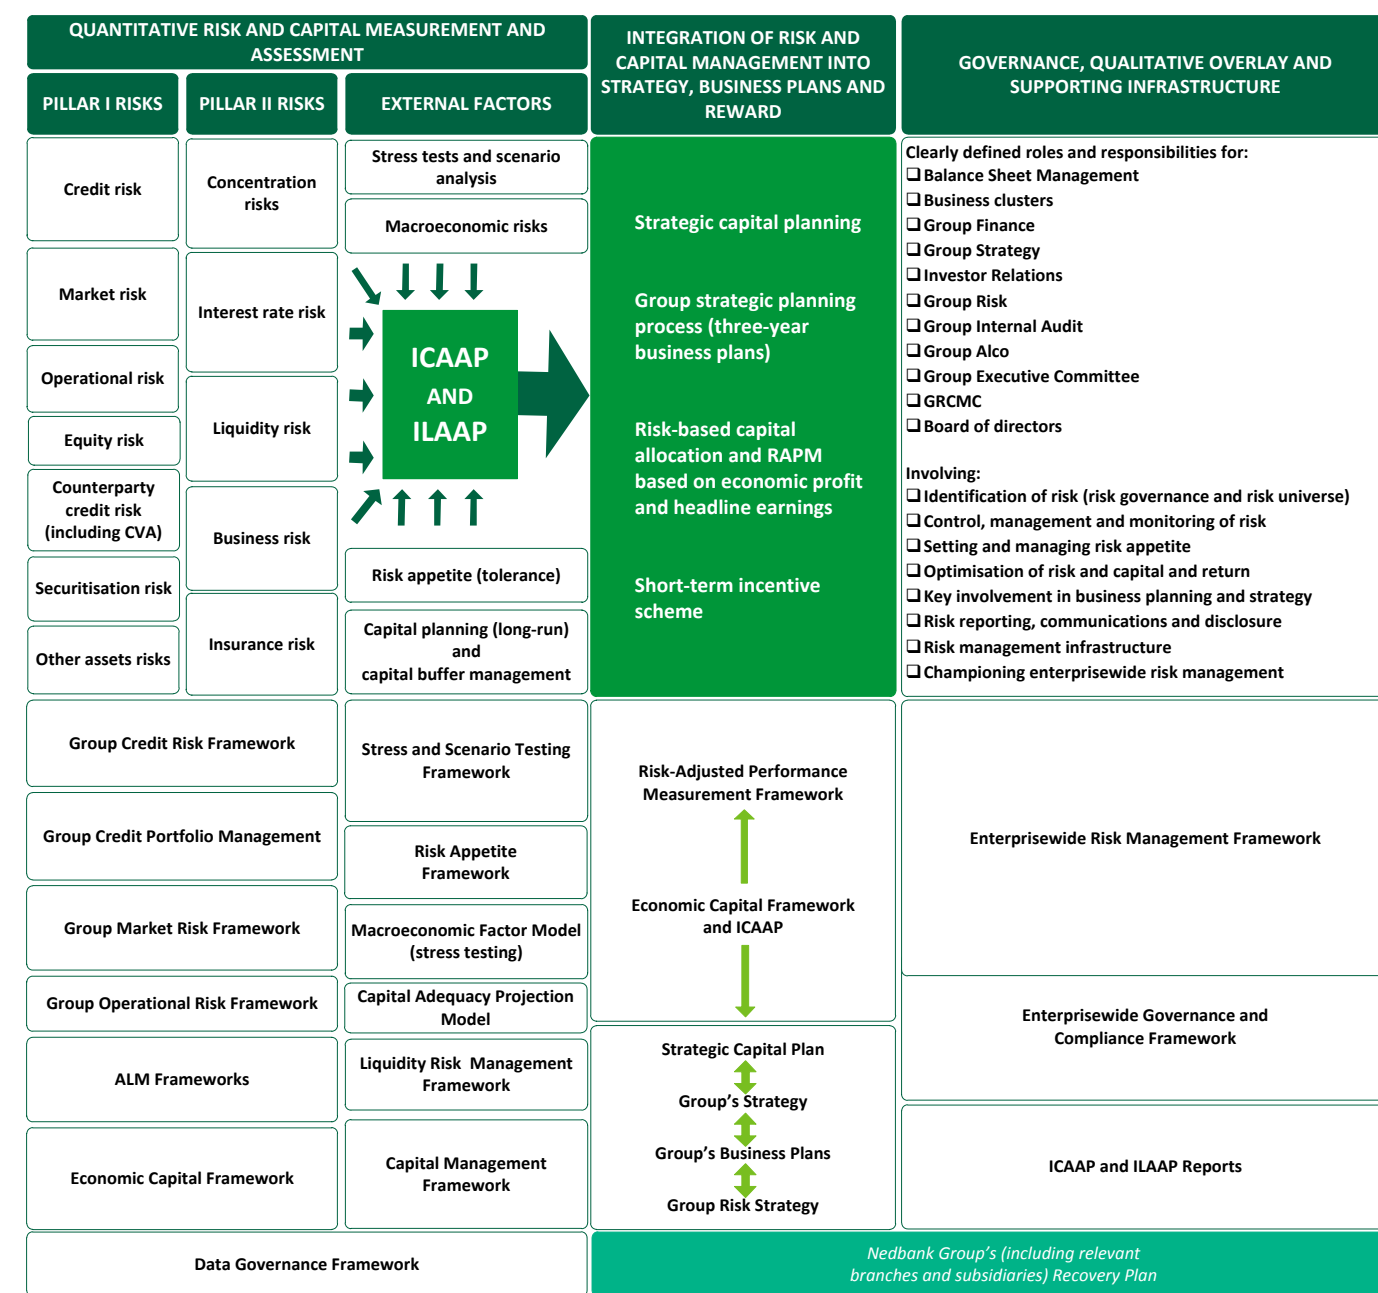 QUANTITATIVE RISK AND CAPITAL MEASUREMENT AND
ASSESSMENT
INTEGRATION OF RISK AND
CAPITAL MANAGEMENT INTO
STRATEGY, BUSINESS PLANS AND
REWARD
GOVERNANCE, QUALITATIVE OVERLAY AND
SUPPORTING INFRASTRUCTURE
PILLAR I RISKS
PILLAR II RISKS
EXTERNAL FACTORS
Credit risk
Market risk
Operational risk
Equity risk
Counterparty
credit risk
(including CVA)
Securitisation risk
Other assets risks
Concentration
risks
Interest rate risk
Liquidity risk
Business risk
Insurance risk
Stress tests and scenario
analysis
Macroeconomic risks
ICAAP
AND
ILAAP
Risk appetite (tolerance)
Capital planning (long-run)
and
capital buffer management
Strategic capital planning
Group strategic planning
process (three-year
business plans)
Risk-based capital
allocation and RAPM
based on economic profit
and headline earnings
Short-term incentive
scheme
Clearly defined roles and responsibilities for:
❑ Balance Sheet Management
❑ Business clusters
❑ Group Finance
❑ Group Strategy
❑ Investor Relations
❑ Group Risk
❑ Group Internal Audit
❑ Group Alco
❑ Group Executive Committee
❑ GRCMC
❑ Board of directors
Involving:
❑ Identification of risk (risk governance and risk universe)
❑ Control, management and monitoring of risk
❑ Setting and managing risk appetite
❑ Optimisation of risk and capital and return
❑ Key involvement in business planning and strategy
❑ Risk reporting, communications and disclosure
❑ Risk management infrastructure
❑ Championing enterprisewide risk management
Group Credit Risk Framework
Group Credit Portfolio Management
Group Market Risk Framework
Group Operational Risk Framework
ALM Frameworks
Economic Capital Framework
Stress and Scenario Testing
Framework
Risk Appetite
Framework
Macroeconomic Factor Model
(stress testing)
Capital Adequacy Projection
Model
Liquidity Risk Management
Framework
Capital Management
Framework
Risk-Adjusted Performance
Measurement Framework
Economic Capital Framework
and ICAAP
Strategic Capital Plan
Group's Strategy
Group's Business Plans
Group Risk Strategy
Enterprisewide Risk Management Framework
Enterprisewide Governance and
Compliance Framework
ICAAP and ILAAP Reports
Data Governance Framework
Nedbank Group's (including relevant
branches and subsidiaries) Recovery Plan